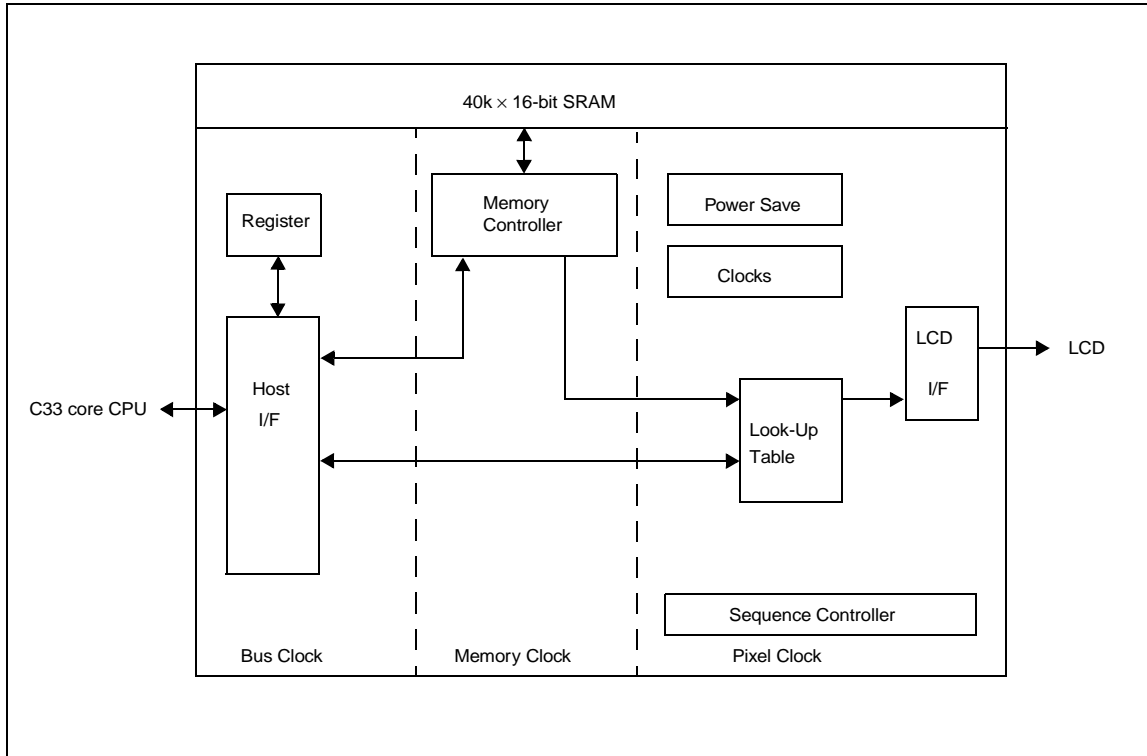 40k × 16-bit SRAM
Register
Memory
Controller
Power Save
Clocks
LCD
I/F
LCD
Host
I/F
C33 core CPU
Look-Up
Table
Sequence Controller
Bus Clock
Memory Clock
Pixel Clock